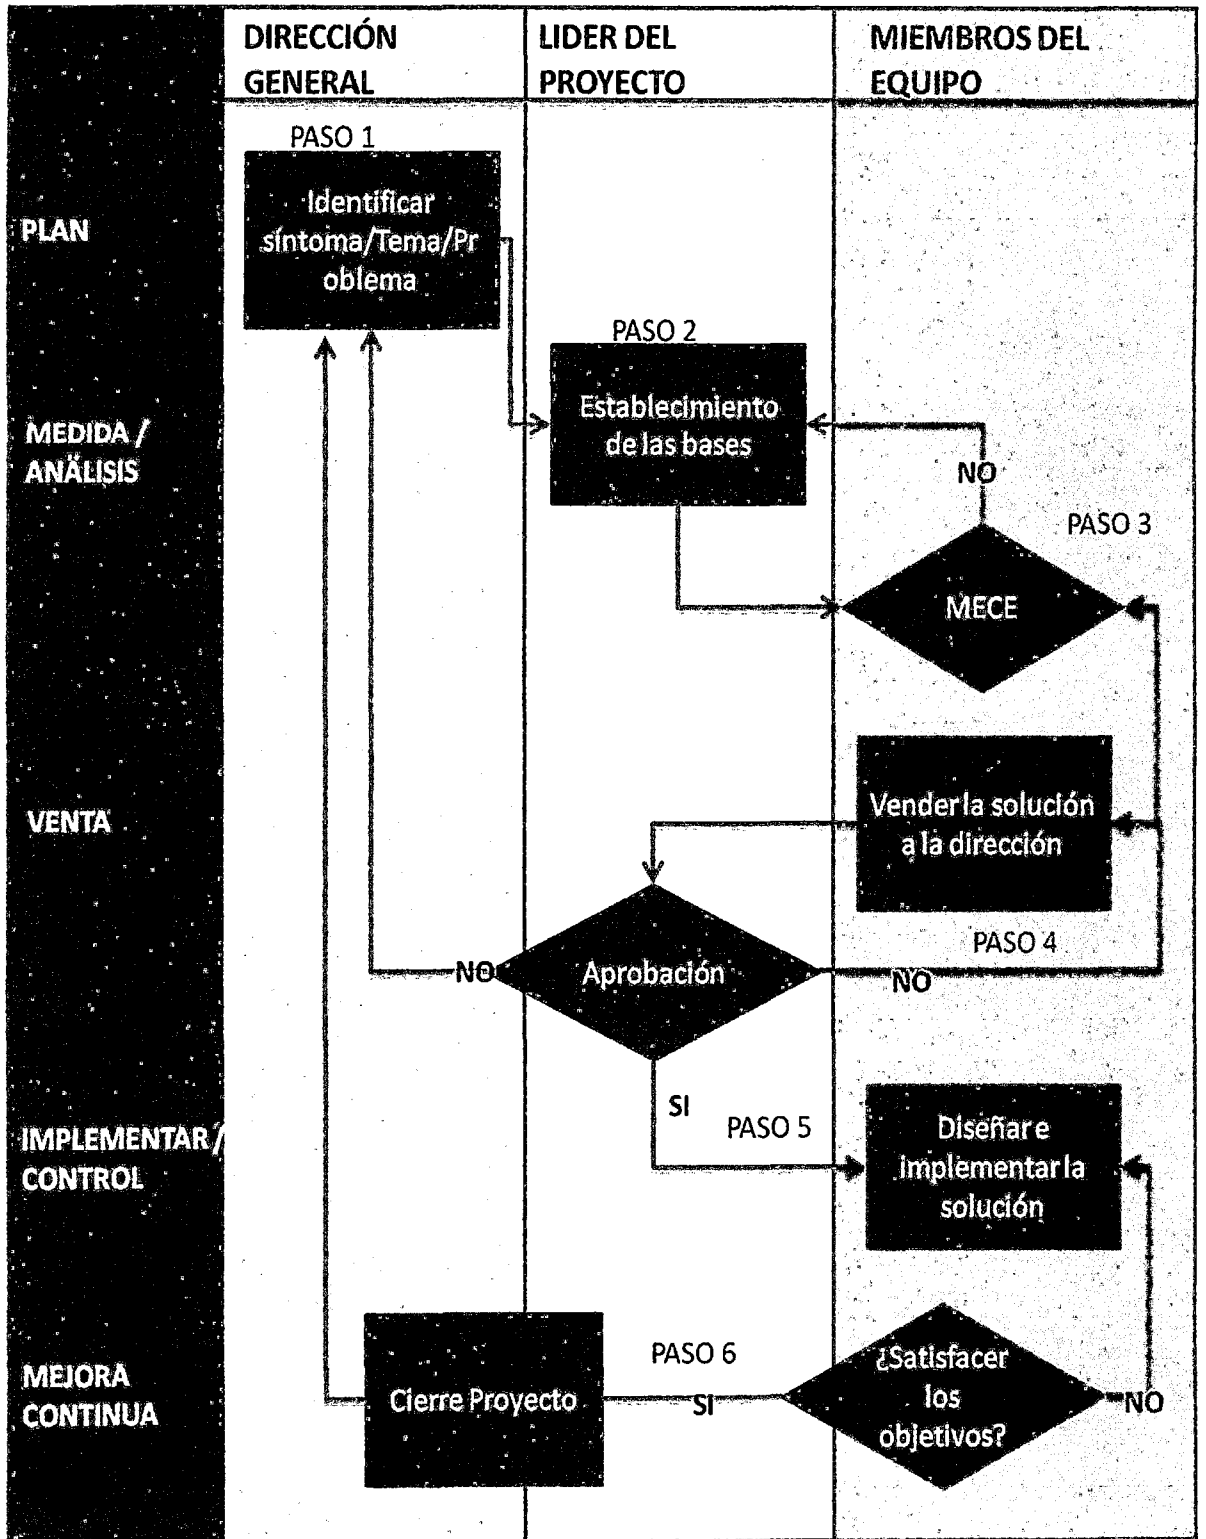 DIRECCIÓN
GENERAL
LIDER DEL
PROYECTO
MIEMBROS DEL
EQUIPO
PLAN
PASO 1
Identificar
síntoma/Tema/Pr
oblema
MEDIDA /
ANÄLISIS
PASO 2
Establecimiento
de las bases
NO
PASO 3
MECE
VENTA
Vender la solución
a la dirección
PASO 4
NO
Aprobación
NO
SI
PASO 5
IMPLEMENTAR /
CONTROL
Diseñar e
implementar la
solución
MEJORA
CONTINUA
Cierre Proyecto
PASO 6
SI
¿Satisfacer
los
objetivos?
NO